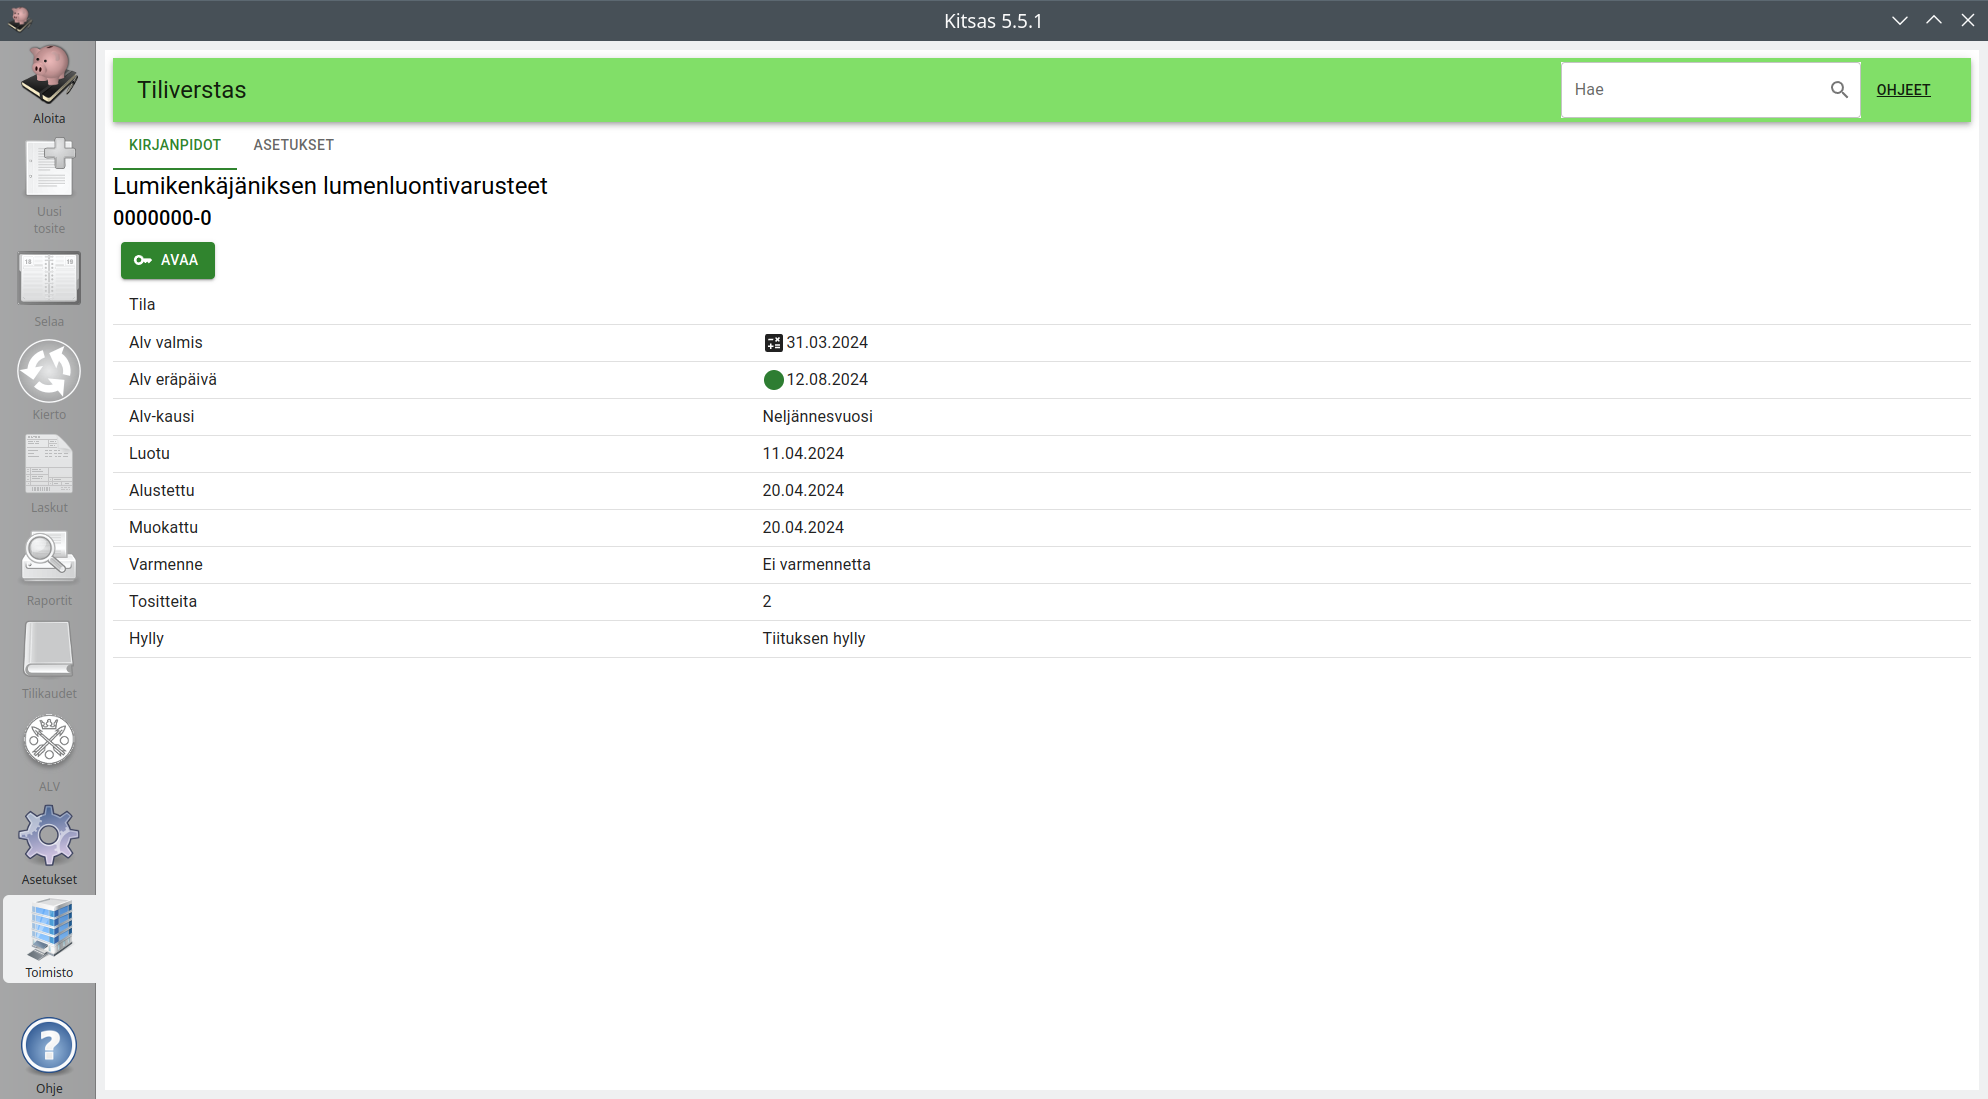 Kitsas 5.5.1
Aloita
Uusi
tosite
Selaa
Kierto
Laskut
Raportit
Tilikaudet
ALV
Asetukset
Toimisto
Ohje
Tiliverstas
Hae
OHJEET
KIRJANPIDOT ASETUKSET
Lumikenkäjäniksen lumenluontivarusteet
0000000-0
AVAA
Tila
Alv valmis 31.03.2024
Alv eräpäivä 12.08.2024
Alv-kausi Neljännesvuosi
Luotu 11.04.2024
Alustettu 20.04.2024
Muokattu 20.04.2024
Varmenne Ei varmennetta
Tositteita 2
Hylly Tiituksen hylly